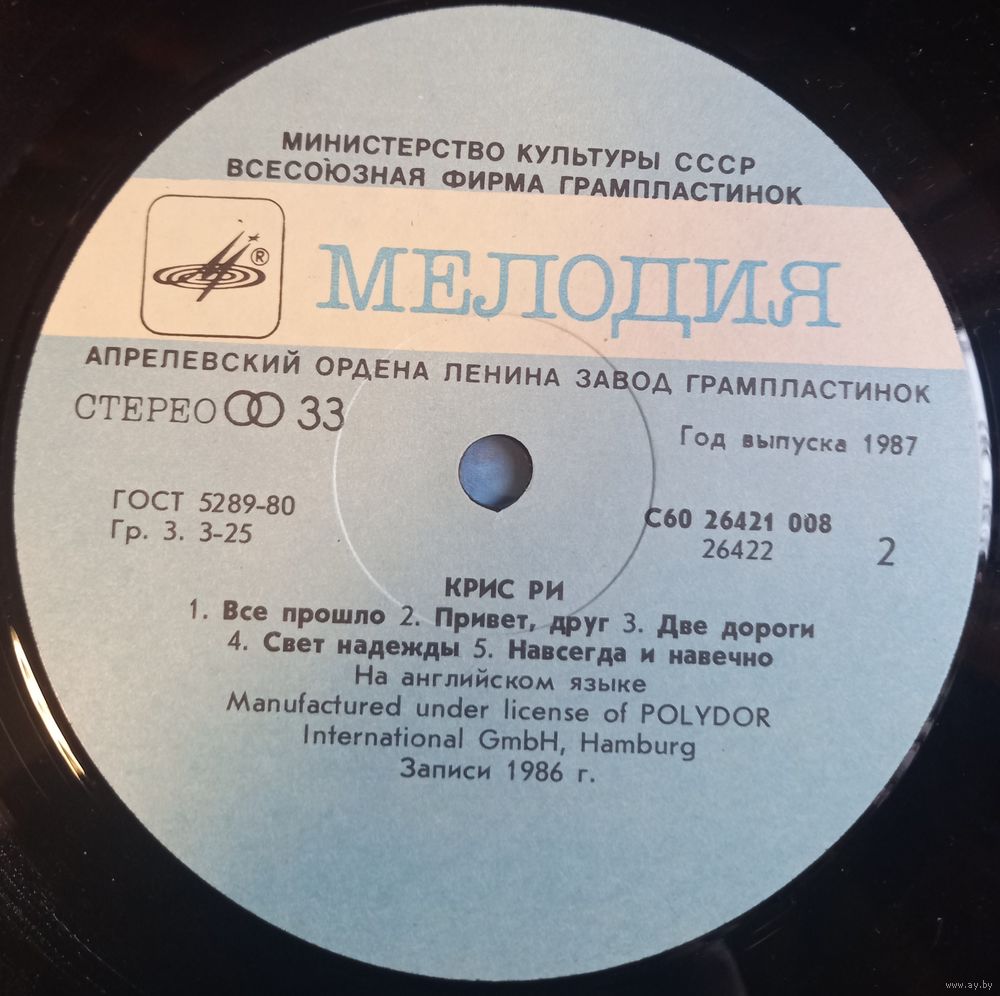 МИНИСТЕРСТВО КУЛЬТУРЫ СССР
ВСЕСОЮЗНАЯ ФИРМА ГРАМПЛАСТИНОК
®
МЕЛОДИЯ
АПРЕЛЕВСКИЙ ОРДЕНА ЛЕНИНА ЗАВОД ГРАМПЛАСТИНОК
СТЕРЕО 33
Год выпуска 1987
ГОСТ 5289-80
Гр. 3. 3-25
С60 26421 008
26422
2
КРИС РИ
1. Все прошло 2. Привет, друг 3. Две дороги
4. Свет надежды 5. Навсегда и навечно
На английском языке
Manufactured under license of POLYDOR
International GmbH, Hamburg
Записи 1986 г.
www.ay.by